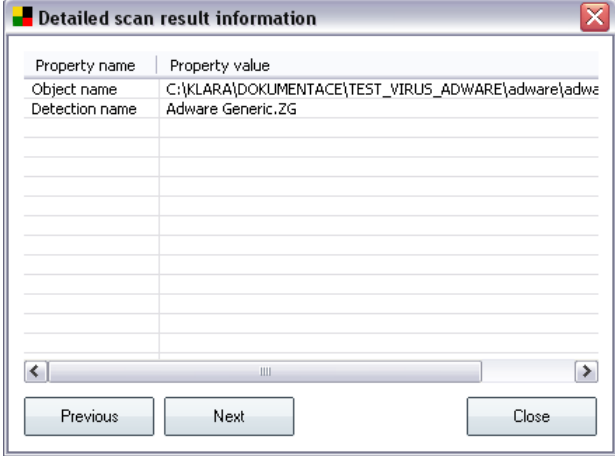 Detailed scan result information
Property name Property value
Object name C:\KLARA\DOKUMENTACE\TEST_VIRUS_ADWARE\adware\adwa
Detection name Adware Generic.ZG
Previous Next Close